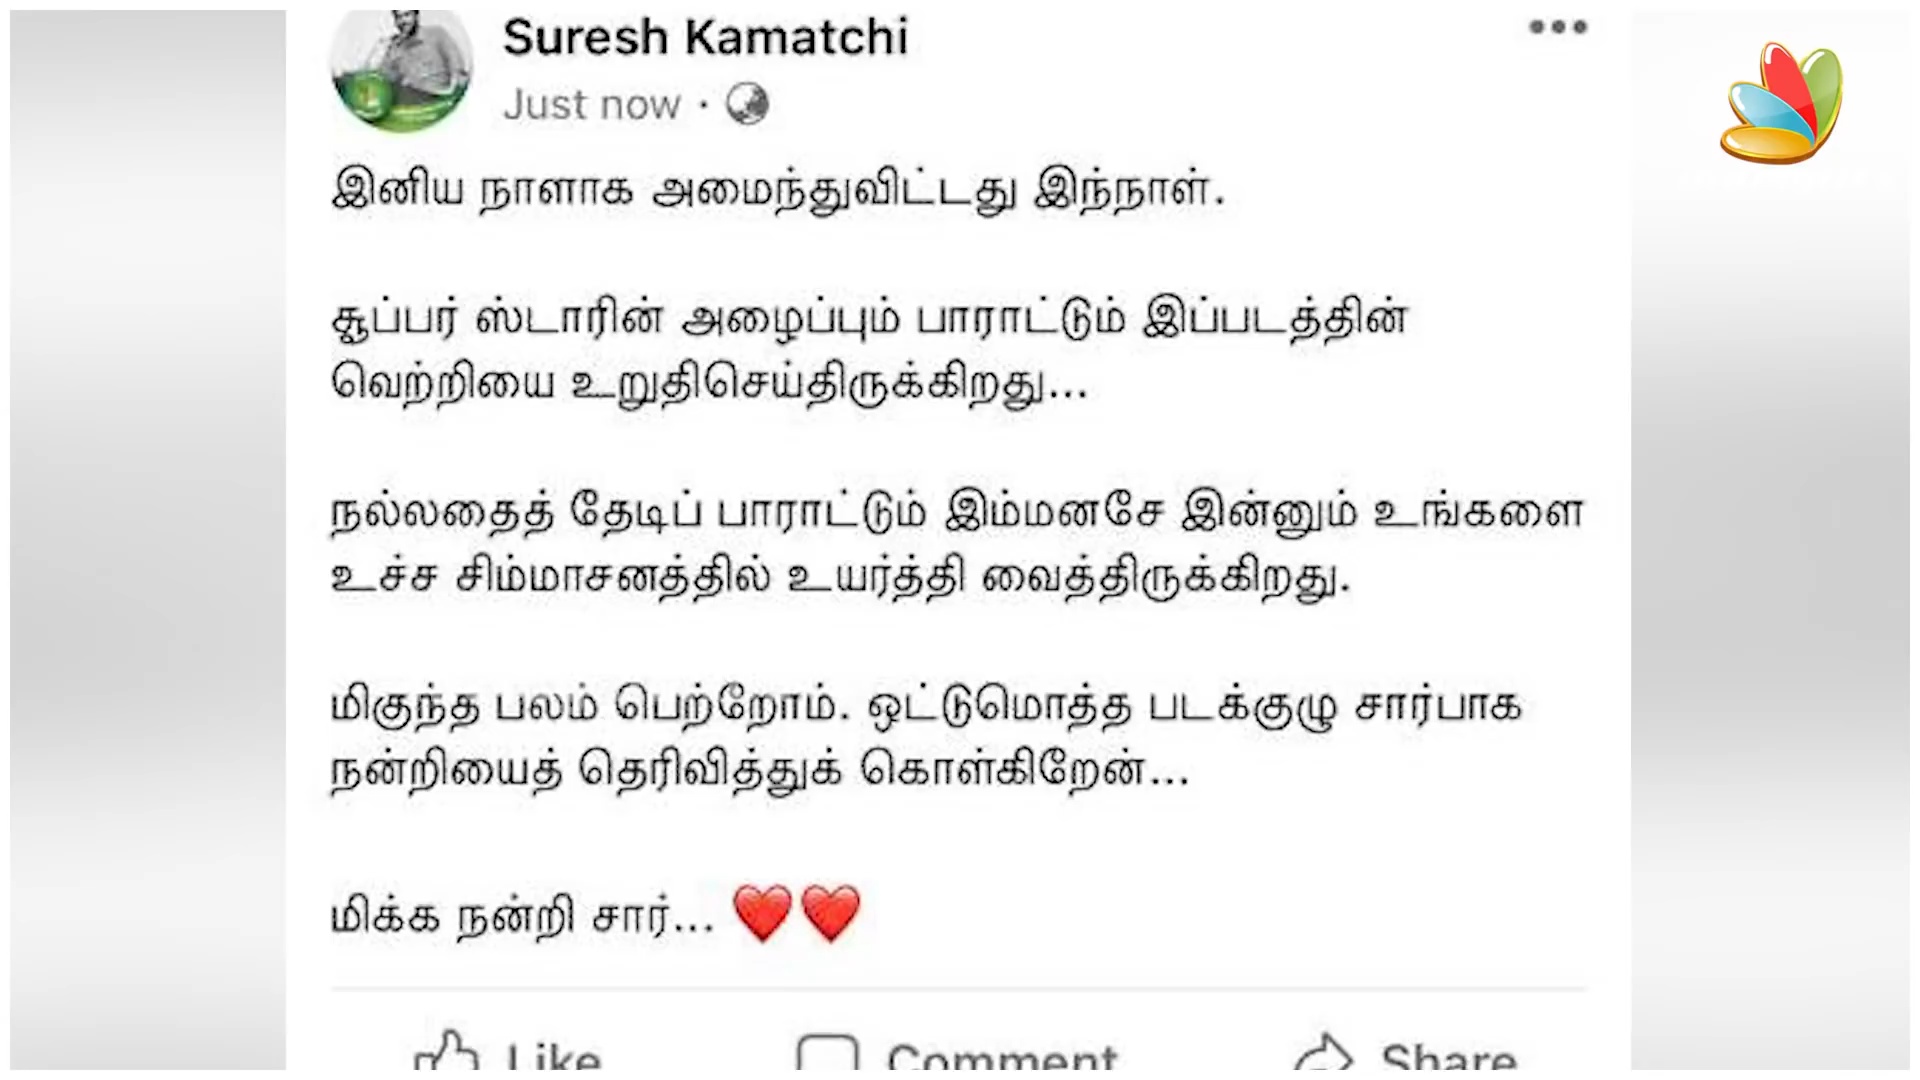 Suresh Kamatchi
Just now ·
இனிய நாளாக அமைந்துவிட்டது இந்நாள்.
சூப்பர் ஸ்டாரின் அழைப்பும் பாராட்டும் இப்படத்தின்
வெற்றியை உறுதிசெய்திருக்கிறது...
நல்லதைத் தேடிப் பாராட்டும் இம்மனசே இன்னும் உங்களை
உச்ச சிம்மாசனத்தில் உயர்த்தி வைத்திருக்கிறது.
மிகுந்த பலம் பெற்றோம். ஒட்டுமொத்த படக்குழு சார்பாக
நன்றியைத் தெரிவித்துக் கொள்கிறேன்...
மிக்க நன்றி சார்... ❤️❤️
Like Comment Share